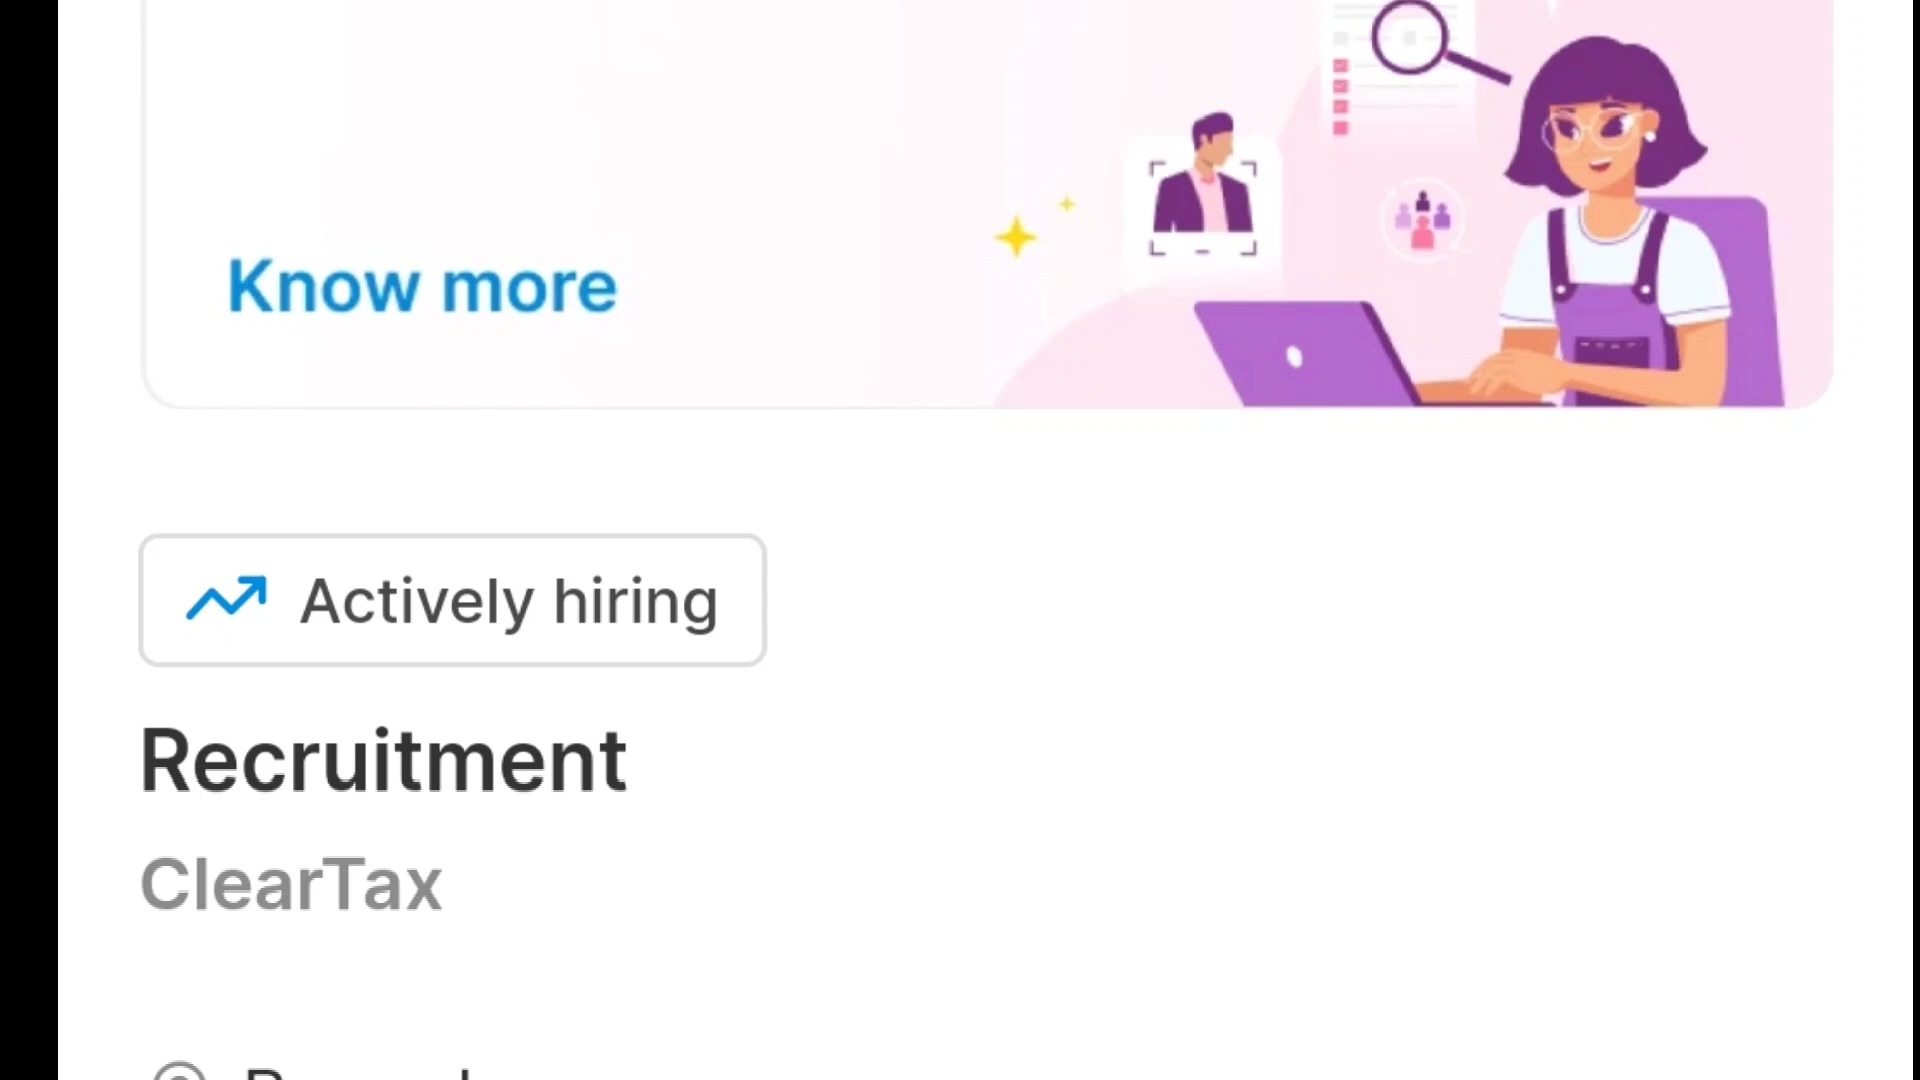 Know more
Actively hiring
Recruitment
ClearTax